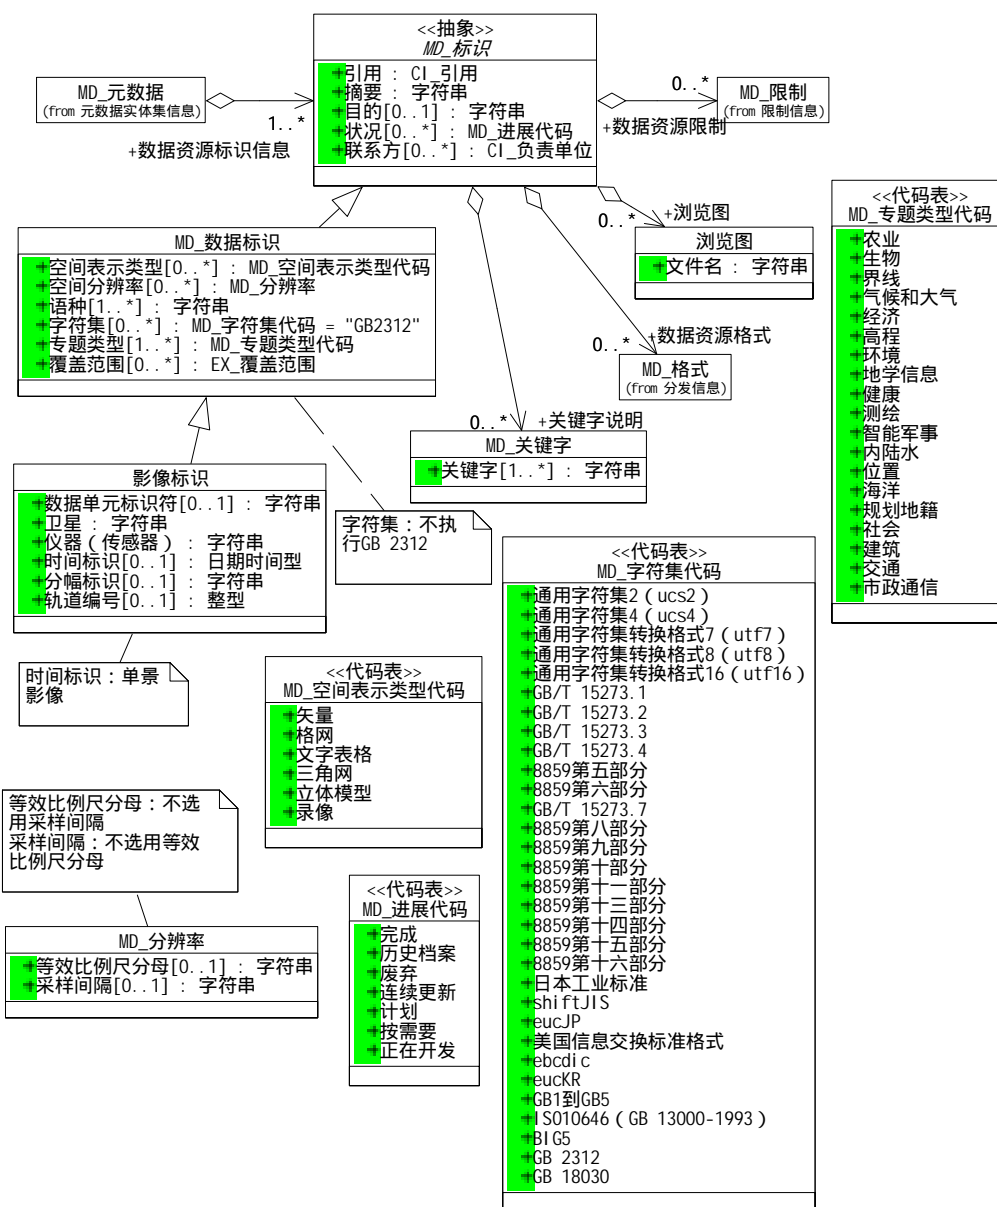 <<抽象>>
MD_标识
+引用 : CI_引用
+摘要 : 字符串
+目的[0..1] : 字符串
+状况[0..*] : MD_进展代码
+联系方[0..*] : CI_负责单位
MD_元数据
(from 元数据实体集信息)
1..*
+数据资源标识信息
0..*
MD_限制
(from 限制信息)
+数据资源限制
+浏览图
0..*
浏览图
+文件名 : 字符串
+数据资源格式
0..*
MD_格式
(from 分发信息)
0..*
+关键字说明
MD_关键字
+关键字[1..*] : 字符串
MD_数据标识
+空间表示类型[0..*] : MD_空间表示类型代码
+空间分辨率[0..*] : MD_分辨率
+语种[1..*] : 字符串
+字符集[0..*] : MD_字符集代码 = "GB2312"
+专题类型[1..*] : MD_专题类型代码
+覆盖范围[0..*] : EX_覆盖范围
影像标识
+数据单元标识符[0..1] : 字符串
+卫星 : 字符串
+仪器（传感器） : 字符串
+时间标识[0..1] : 日期时间型
+分幅标识[0..1] : 字符串
+轨道编号[0..1] : 整型
字符集：不执
行GB 2312
时间标识：单景
影像
<<代码表>>
MD_专题类型代码
+农业
+生物
+界线
+气候和大气
+经济
+高程
+环境
+地学信息
+健康
+测绘
+智能军事
+内陆水
+位置
+海洋
+规划地籍
+社会
+建筑
+交通
+市政通信
<<代码表>>
MD_空间表示类型代码
+矢量
+格网
+文字表格
+三角网
+立体模型
+录像
等效比例尺分母：不选
用采样间隔
采样间隔：不选用等效
比例尺分母
MD_分辨率
+等效比例尺分母[0..1] : 字符串
+采样间隔[0..1] : 字符串
<<代码表>>
MD_进展代码
+完成
+历史档案
+废弃
+连续更新
+计划
+按需要
+正在开发
<<代码表>>
MD_字符集代码
+通用字符集2（ucs2）
+通用字符集4（ucs4）
+通用字符集转换格式7（utf7）
+通用字符集转换格式8（utf8）
+通用字符集转换格式16（utf16）
+GB/T 15273.1
+GB/T 15273.2
+GB/T 15273.3
+GB/T 15273.4
+8859第五部分
+8859第六部分
+GB/T 15273.7
+8859第八部分
+8859第九部分
+8859第十部分
+8859第十一部分
+8859第十三部分
+8859第十四部分
+8859第十五部分
+8859第十六部分
+日本工业标准
+shiftJIS
+eucJP
+美国信息交换标准格式
+ebcdic
+eucKR
+GB1到GB5
+ISO10646（GB 13000-1993）
+BIG5
+GB 2312
+GB 18030